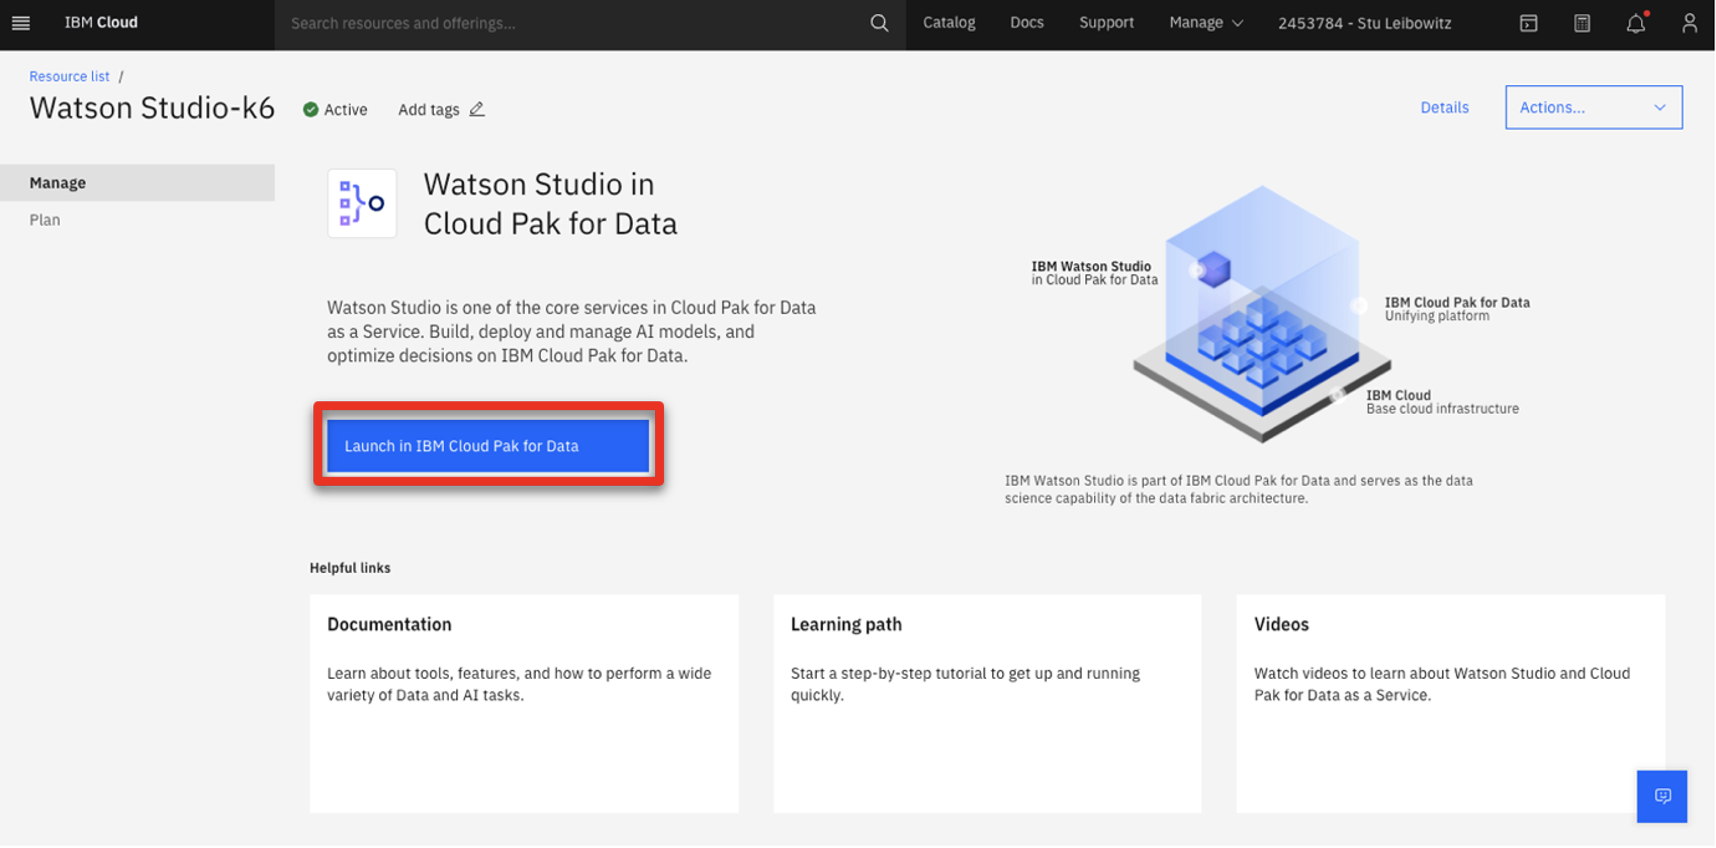 IBM Cloud
Search resources and offerings...
Catalog
Docs
Support
Manage
2453784 - Stu Leibowitz
Resource list /
Watson Studio-k6
Active
Add tags
Details
Actions...
Manage
Plan
Watson Studio in
Cloud Pak for Data
Watson Studio is one of the core services in Cloud Pak for Data
as a Service. Build, deploy and manage AI models, and
optimize decisions on IBM Cloud Pak for Data.
Launch in IBM Cloud Pak for Data
IBM Watson Studio
in Cloud Pak for Data
IBM Cloud Pak for Data
Unifying platform
IBM Cloud
Base cloud infrastructure
IBM Watson Studio is part of IBM Cloud Pak for Data and serves as the data
science capability of the data fabric architecture.
Helpful links
Documentation
Learn about tools, features, and how to perform a wide
variety of Data and AI tasks.
Learning path
Start a step-by-step tutorial to get up and running
quickly.
Videos
Watch videos to learn about Watson Studio and Cloud
Pak for Data as a Service.